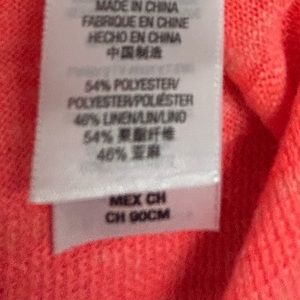 MADE IN CHINA
FABRIQUE EN CHINE
HECHO EN CHINA
中国制造
54% POLYESTER/
POLYESTER/POLIÉSTER
46% LINEN/LIN/LINO
54% 聚酯纤维
46% 亚麻
MEX CH
CH 90CM